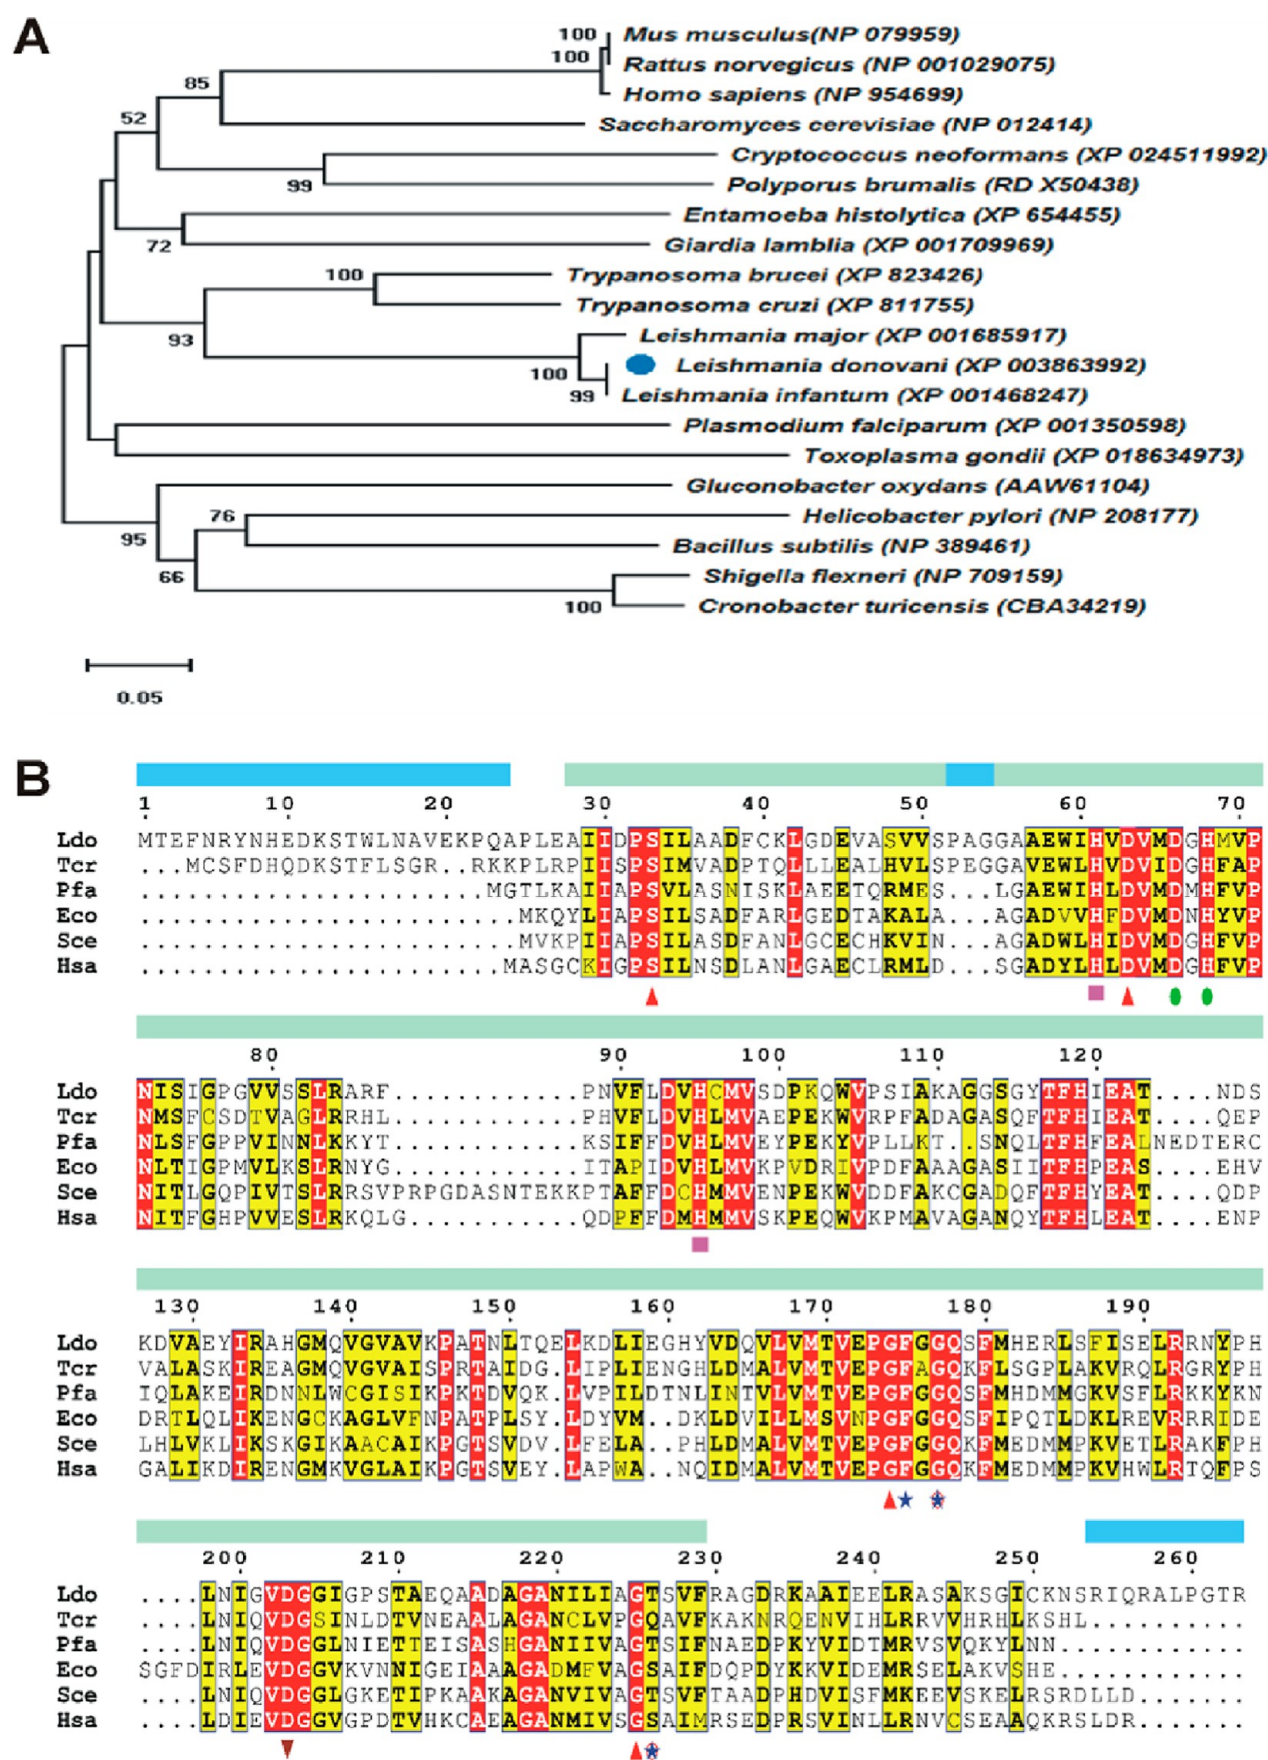 A
100 Mus musculus(NP 079959)
100 Rattus norvegicus (NP 001029075)
Homo sapiens (NP 954699)
85
Saccharomyces cerevisiae (NP 012414)
52
Cryptococcus neoformans (XP 024511992)
99 Polyporus brumalis (RD X50438)
Entamoeba histolytica (XP 654455)
72 Giardia lamblia (XP 001709969)
100 Trypanosoma brucei (XP 823426)
Trypanosoma cruzi (XP 811755)
93 Leishmania major (XP 001685917)
Leishmania donovani (XP 003863992)
100
99 Leishmania infantum (XP 001468247)
Plasmodium falciparum (XP 001350598)
Toxoplasma gondii (XP 018634973)
Gluconobacter oxydans (AAW61104)
76 Helicobacter pylori (NP 208177)
95 Bacillus subtilis (NP 389461)
66 Shigella flexneri (NP 709159)
100 Cronobacter turicensis (CBA34219)
0.05
B
1 10 20 30 40 50 60 70
Ldo MTEFNRYNHEDKSTWLNAVEKPQAPLEAIIDPSILAADFCKLGDEVASVVSPAGGAAEWIHVDVMDGHMVP
Tcr ...MCSFDHQDKSTFLSGR..RKKPLRPIISPSIMVADPTQLLLEALHVLSPEGGAVEWLHVDVIDGHFAP
Pfa ......................MGTLKAIIAPSVLASNISKLAEETQRMES...LGAEWIHLDVMDMHFVP
Eco ........................MKQYLIAPSILSADFARLGEDTAKALA...AGADVVHFDVMDNHYVP
Sce ........................MVKPIIAPSILASDFANLGCECHKVIN...AGADWLHIDVMDGHFVP
Hsa .......................MASGCKIGPSILNSDLANLGAECLRMLD...SGADYLHLDVMDGHFVP
80 90 100 110 120
Ldo NISIGPGVVSSLRARF............PNVFLDVHCMVSDPKQWVPSIAKAGGSGYTFHIEAT....NDS
Tcr NMSFCSDTVAGLRRHL............PHVFLDVHLMVAEPEKWVRPFADAGASQFTFHIEAT....QEP
Pfa NLSFGPPVINNLKKYT............KSIFFDVHLMVEYPEKYVPLLKT..SNQLTFHFEALNEDTERC
Eco NLTIGPMVLKSLRNYG............ITAPIDVHLMVKPVDRIVPDFAAAGASIITFHPEAS....EHV
Sce NITLGQPIVTSLRRSVPRPGDASNTEKKPTAFFDCHMMVENPEKWVDDFAKCGADQFTFHYEAT....QDP
Hsa NITFGHPVVESLRKQLG...........QDPFFDMHMMVSKPEQWVKPMAVAGANQYTFHLEAT....ENP
130 140 150 160 170 180 190
Ldo KDVAEYIRAHGMQVGVAVKPATNLTQELKDLIEGHYVDQVLVMTVEPGFGGQSFMHERLSFISELRRNYPH
Tcr VALASKIREAGMQVGVAISPRTAIDG.LIPLIENGHLDMALVMTVEPGFAGQKFLSGPLAKVRQLRGRYPH
Pfa IQLAKEIRDNNLWCGISIKPKTDVQK.LVPILDTNLINTVLVMTVEPGFGGQSFMHDMMGKVSFLRKKYKN
Eco DRTLQLIKENGCKAGLVFNPATPLSY.LDYVM..DKLDVILLMSVNPGFGGQSFIPQTLDKLREVRRRIDE
Sce LHLVKLIKSKGIKAACAIKPGTSVDV.LFELA..PHLDMALVMTVEPGFGGQKFMEDMMPKVETLRAKFPH
Hsa GALIKDIRENGMKVGLAIKPGTSVEY.LAPWA..NQIDMALVMTVEPGFGGQKFMEDMMPKVHWLRTQFPS
200 210 220 230 240 250 260
Ldo ....LNIGVDGGIGPSTAEQAADAGANILIAGTSVFRAGDRKAAIEELRASAKSGICKNSRIQRALPGTR
Tcr ....LNIQVDGSINLDTVNEAALAGANCLVPGQAVFKAKNRQENVIHLRRVVHRHLKSHL..........
Pfa ....LNIQVDGGLNIETTEISASHGANIIVAGTSIFNAEDPKYVIDTMRVSVQKYLNN............
Eco SGFDIRLEVDGGVKVNNIGEIAAAGADMFVAGSAIFDQPDYKKVIDEMRSELAKVSHE............
Sce ....LNIQVDGGLGKETIPKAAKAGANVIVAGTSVFTAADPHDVISFMKEEVSKELRSRDLLD.......
Hsa ....LDIEVDGGVGPDTVHKCAEAGANMIVSGSAIMRSEDPRSVINLLRNVCSEAAQKRSLDR.......